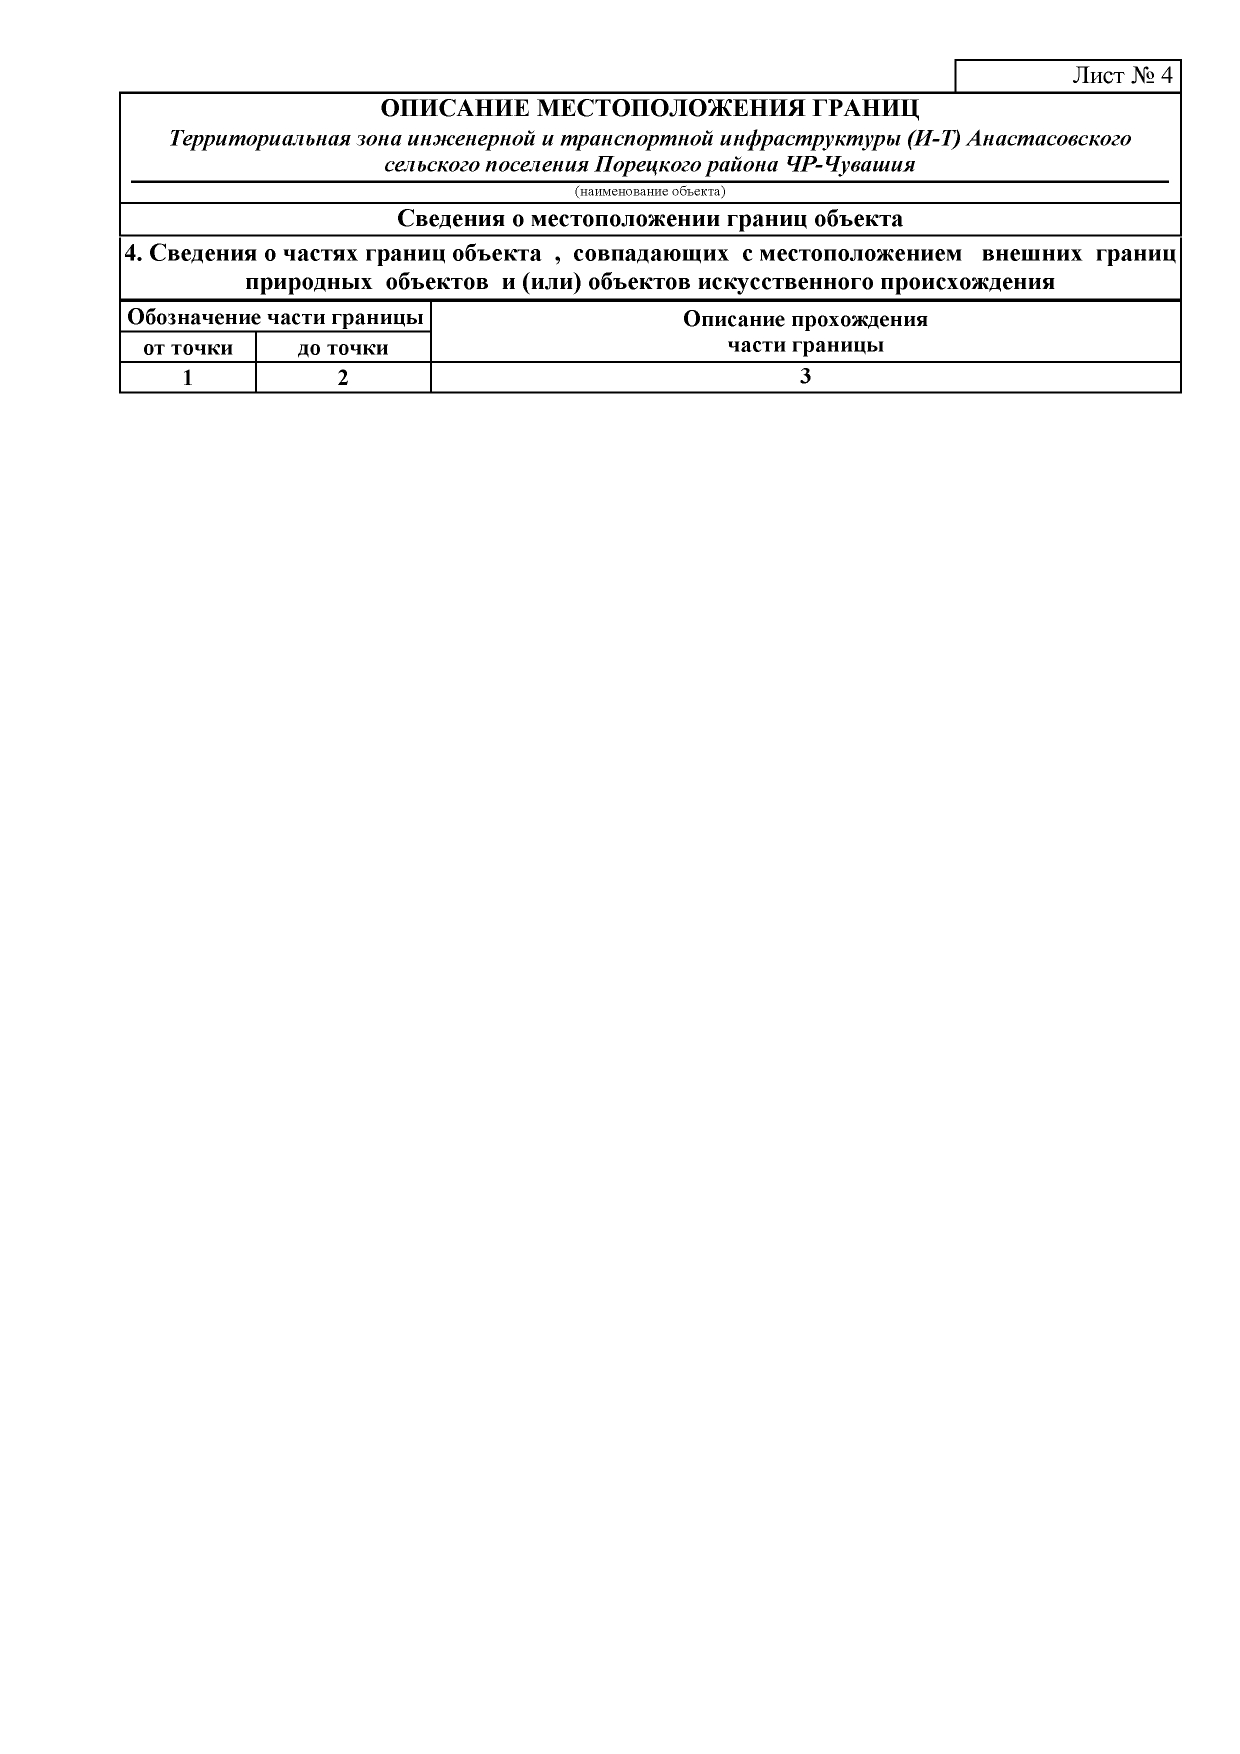 Лист № 4
ОПИСАНИЕ МЕСТОПОЛОЖЕНИЯ ГРАНИЦ
Территориальная зона инженерной и транспортной инфраструктуры (И-Т) Анастасовского
сельского поселения Порецкого района ЧР-Чувашия
(наименование объекта)
Сведения о местоположении границ объекта
4. Сведения о частях границ объекта , совпадающих с местоположением внешних границ
природных объектов и (или) объектов искусственного происхождения
Обозначение части границы
Описание прохождения
части границы
от точки
до точки
1
2
3